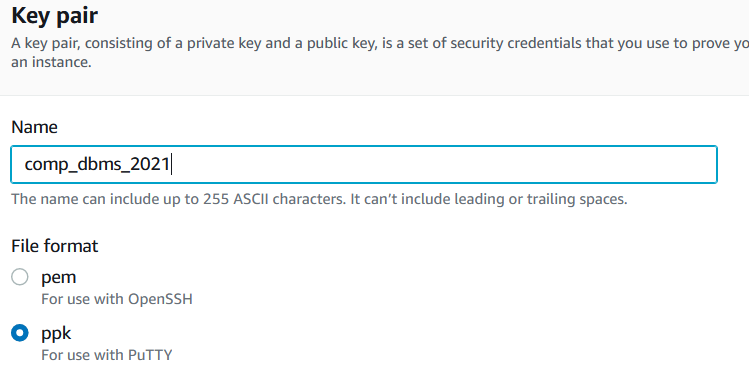 Key pair
A key pair, consisting of a private key and a public key, is a set of security credentials that you use to prove
an instance.
Name
comp_dbms_2021
The name can include up to 255 ASCII characters. It can’t include leading or trailing spaces.
File format
pem
For use with OpenSSH
ppk
For use with PuTTY